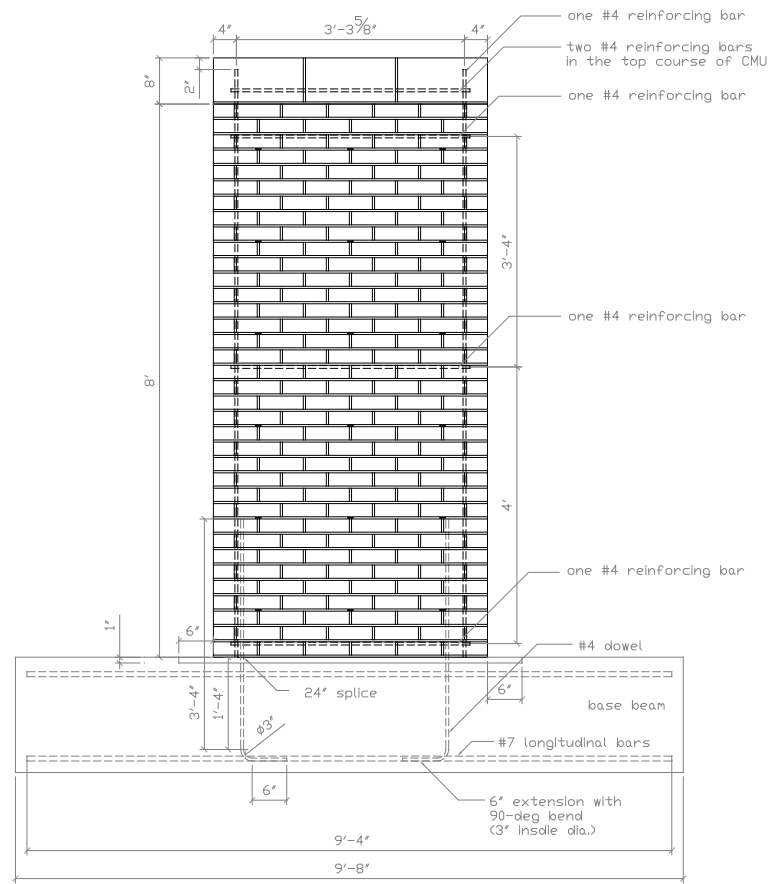 4"
3'-3 5/8"
4"
one #4 reinforcing bar
two #4 reinforcing bars
in the top course of CMU
8"
2"
one #4 reinforcing bar
3'-4"
one #4 reinforcing bar
8'
4'
one #4 reinforcing bar
1"
6"
#4 dowel
24" splice
6"
3'-4"
1'-4"
ø3"
base beam
#7 longitudinal bars
6"
6" extension with
90-deg bend
(3" insdie dia.)
9'-4"
9'-8"